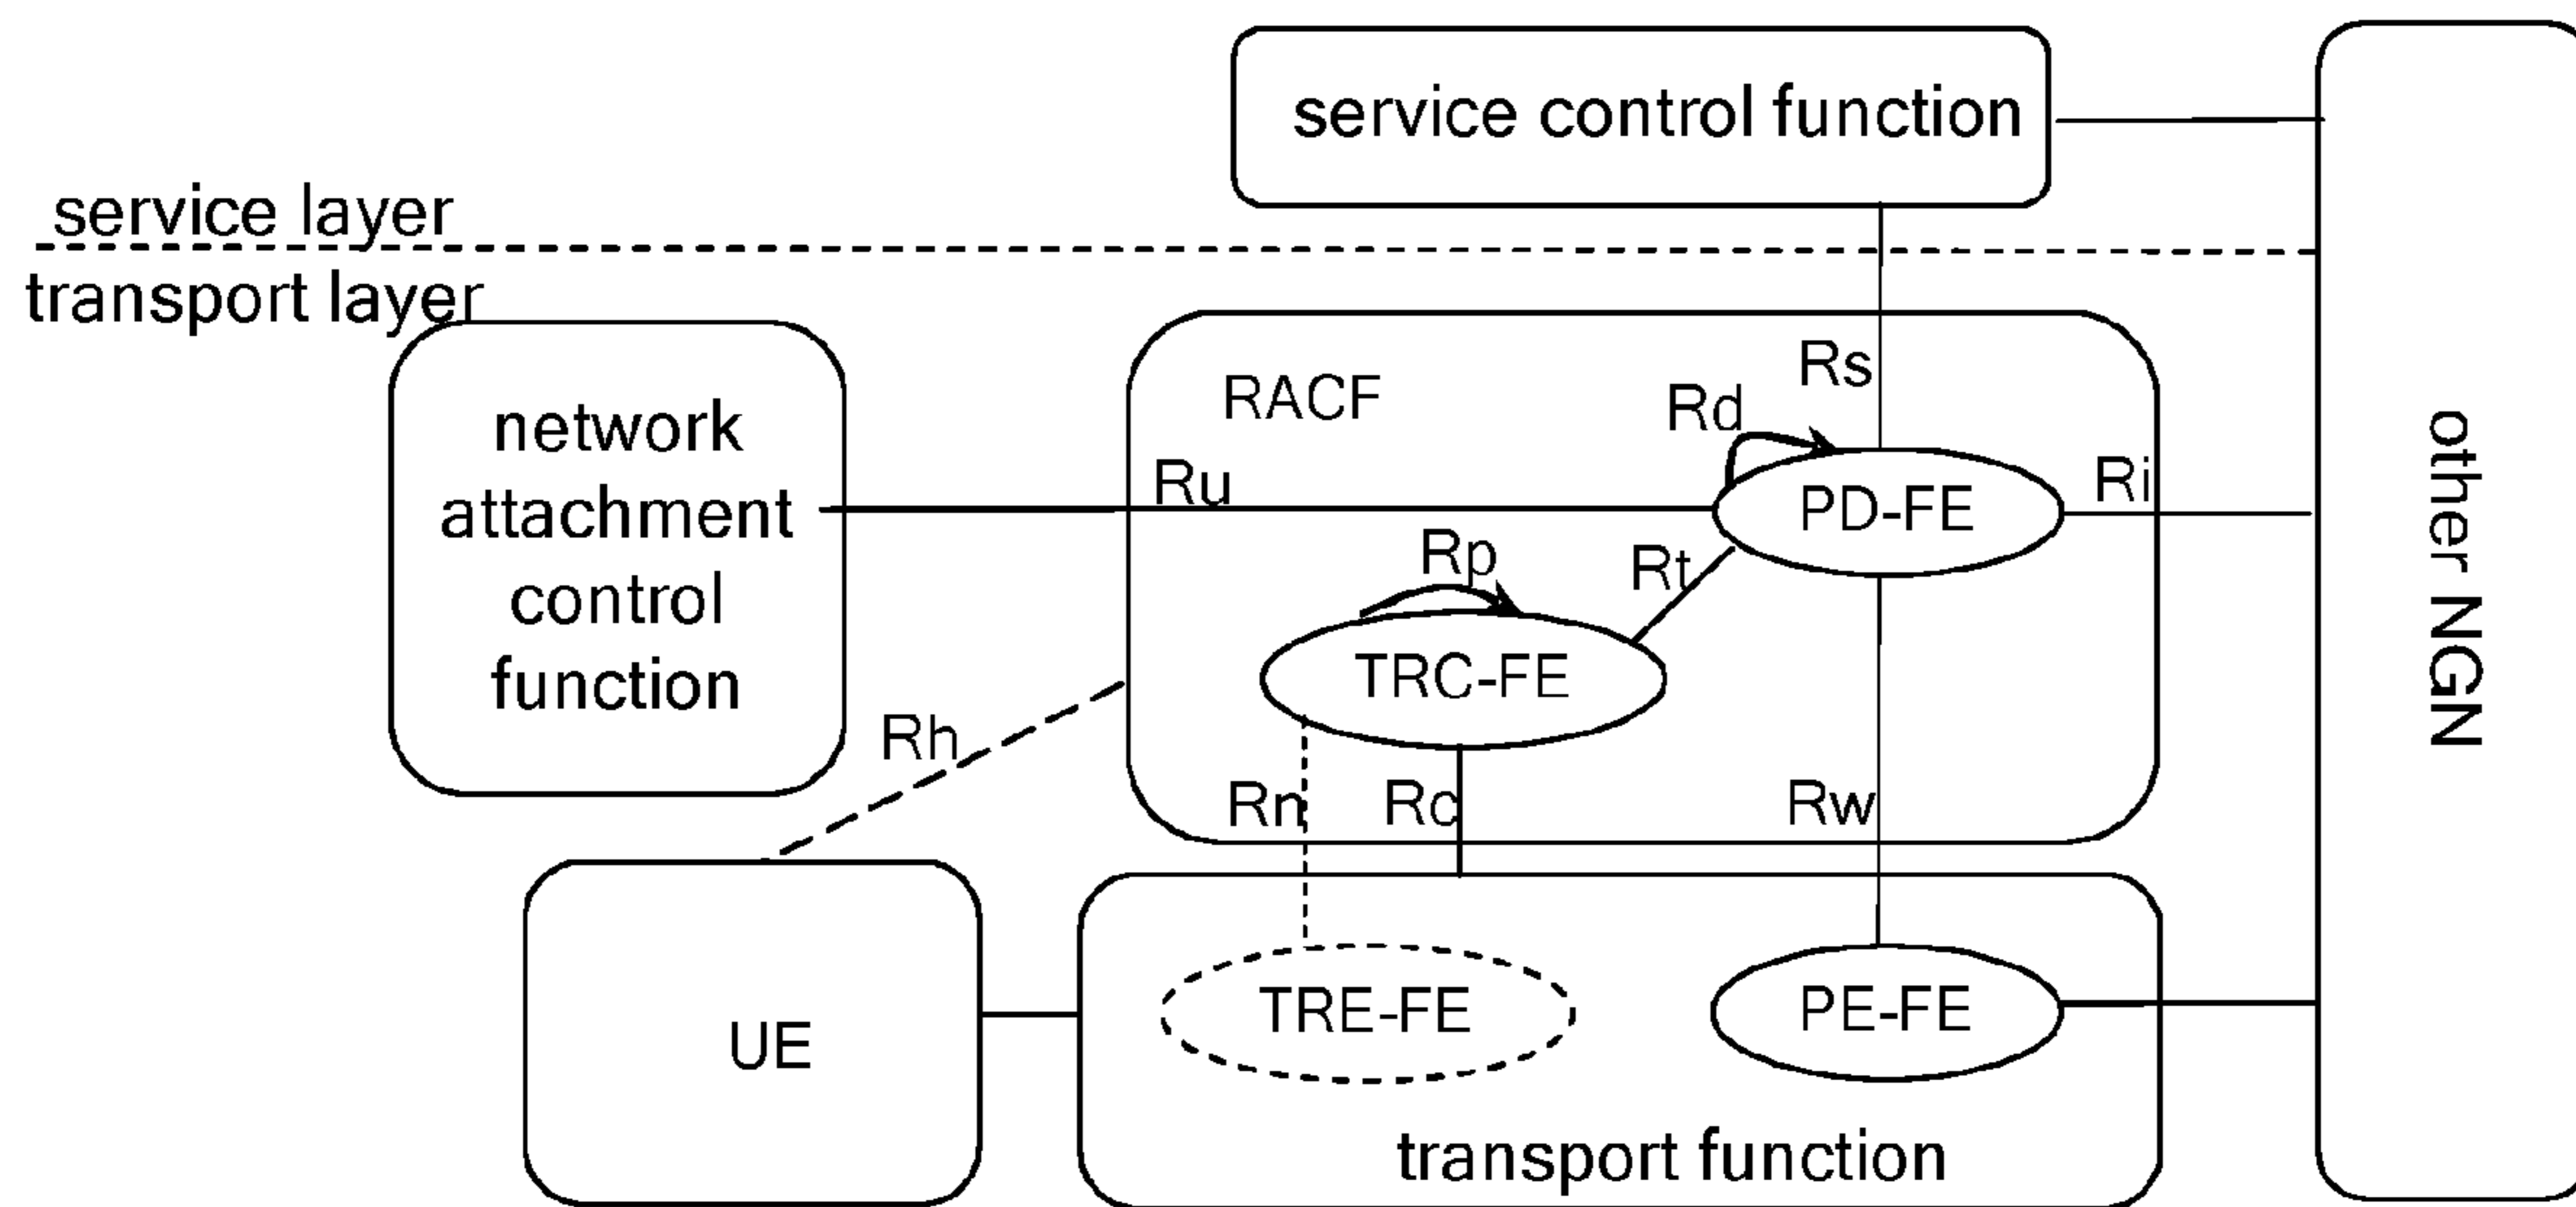 service control function
service layer
transport layer
network
attachment
control
function
RACF
Rs
Rd
Ru
PD-FE
Ri
Rp
Rt
TRC-FE
other NGN
Rh
Rn
Rc
Rw
UE
TRE-FE
PE-FE
transport function